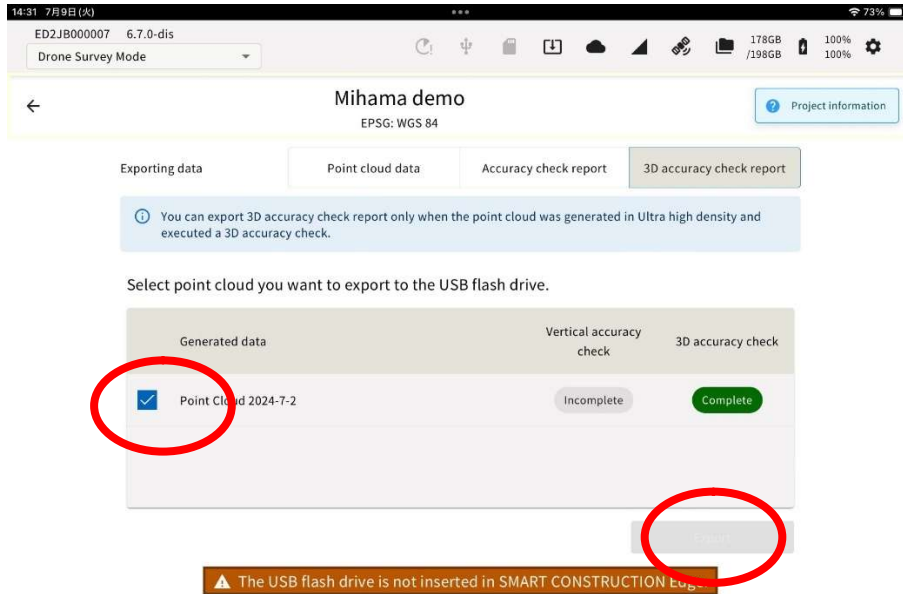 14:31 7月9日(火)
73%
ED2JB000007 6.7.0-dis
Drone Survey Mode
178GB
/198GB
100%
100%
Mihama demo
EPSG: WGS 84
Project information
Exporting data
Point cloud data
Accuracy check report
3D accuracy check report
You can export 3D accuracy check report only when the point cloud was generated in Ultra high density and
executed a 3D accuracy check.
Select point cloud you want to export to the USB flash drive.
Generated data
Vertical accuracy
check
3D accuracy check
Point Cloud 2024-7-2
Incomplete
Complete
Export
The USB flash drive is not inserted in SMART CONSTRUCTION Edge.